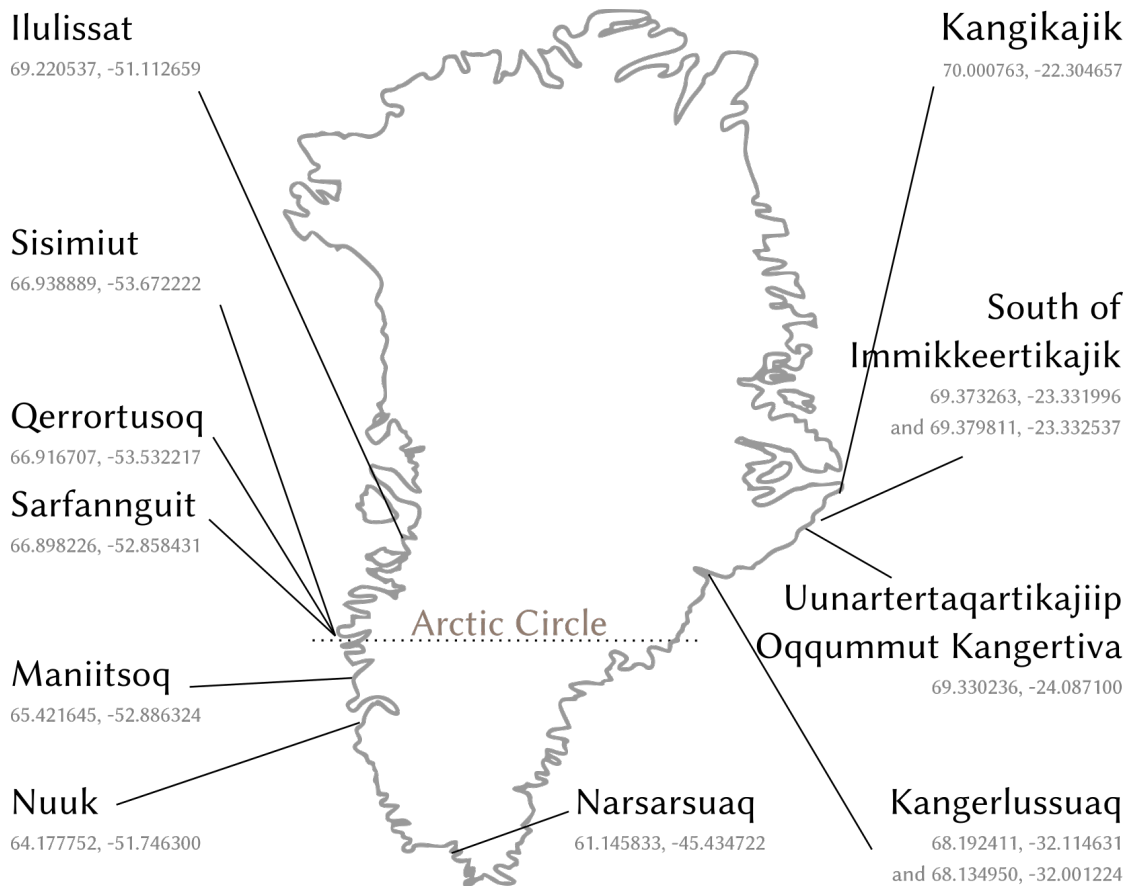 Ilulissat
69.220537, -51.112659
Sisimiut
66.938889, -53.672222
Qerrortusoq
66.916707, -53.532217
Sarfannguit
66.898226, -52.858431
Maniitsoq
65.421645, -52.886324
Nuuk
64.177752, -51.746300
Arctic Circle
Narsarsuaq
61.145833, -45.434722
Kangikajik
70.000763, -22.304657
South of
Immikkeertikajik
69.373263, -23.331996
and 69.379811, -23.332537
Uunartertaqartikajiip
Oqqummut Kangertiva
69.330236, -24.087100
Kangerlussuaq
68.192411, -32.114631
and 68.134950, -32.001224